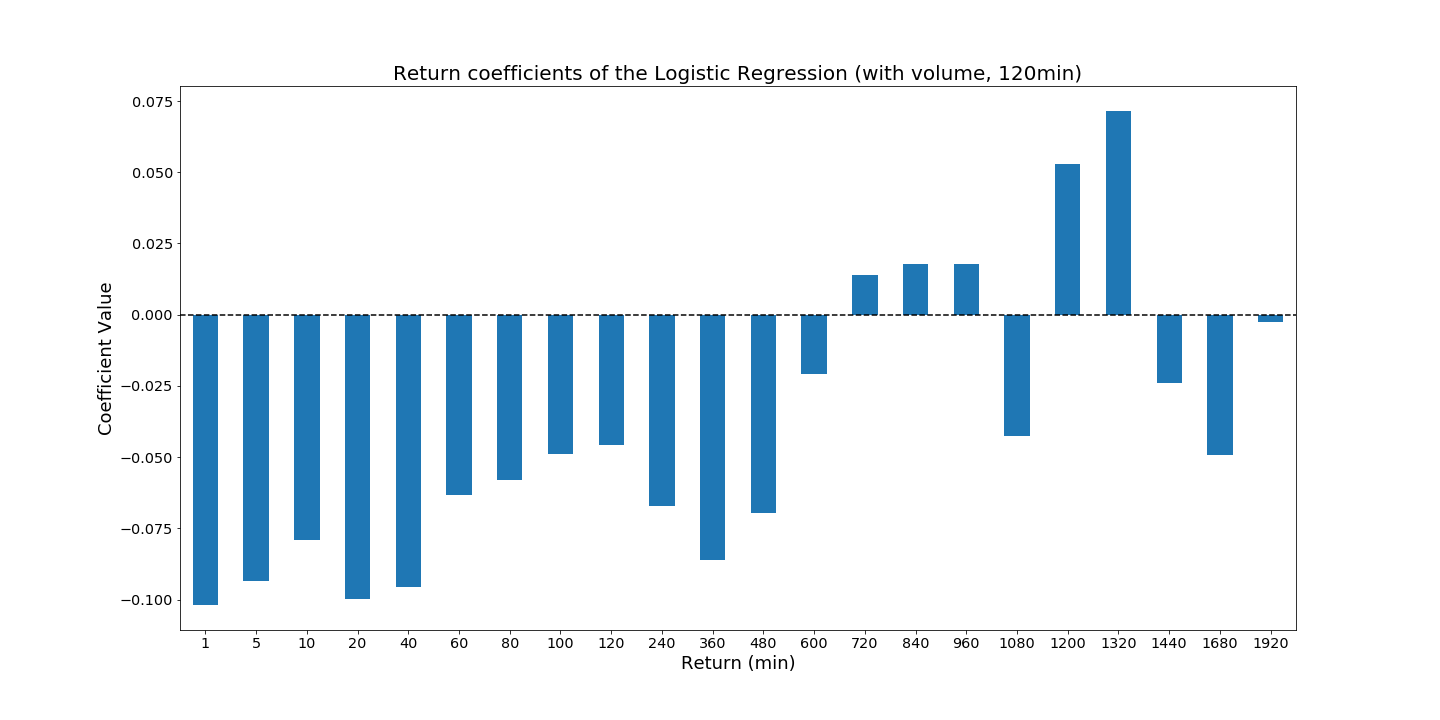 Return coefficients of the Logistic Regression (with volume, 120min)
0.075
0.050
0.025
0.000
−0.025
−0.050
−0.075
−0.100
Coefficient Value
1 5 10 20 40 60 80 100 120 240 360 480 600 720 840 960 1080 1200 1320 1440 1680 1920
Return (min)